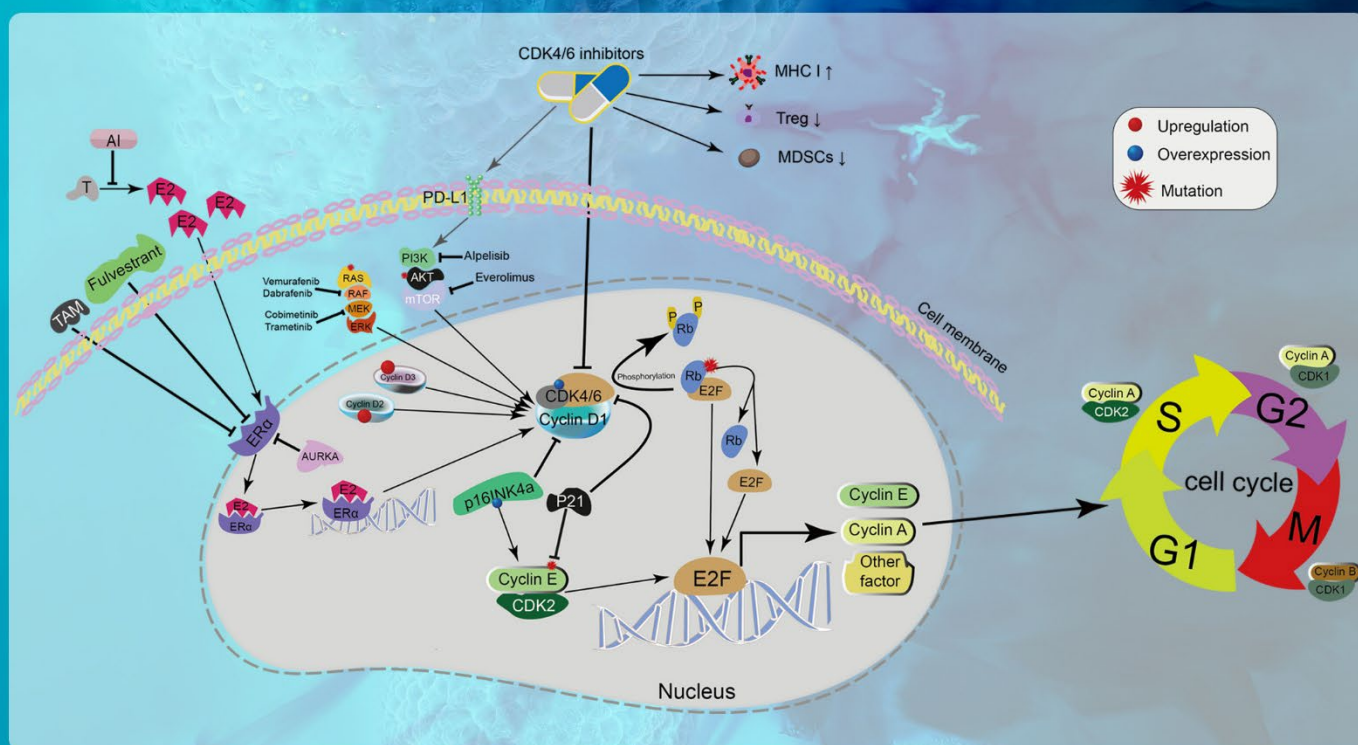 CDK4/6 inhibitors
MHC I ↑
Treg ↓
MDSCs ↓
Upregulation
Overexpression
Mutation
AI
T
E2
E2
E2
PD-L1
Fulvestrant
TAM
PI3K
AKT
mTOR
Alpelisib
Everolimus
Vemurafenib
Dabrafenib
Cobimetinib
Trametinib
RAS
RAF
MEK
ERK
Cell membrane
P
P
Rb
Phosphorylation
Rb
E2F
Cyclin D3
Cyclin D2
CDK4/6
Cyclin D1
ERα
AURKA
E2
ERα
E2
ERα
p16INK4a
P21
Rb
E2F
Cyclin E
CDK2
E2F
Cyclin E
Cyclin A
Other
factor
Nucleus
Cyclin A
CDK2
Cyclin A
CDK1
S
G2
cell cycle
G1
M
Cyclin B
CDK1